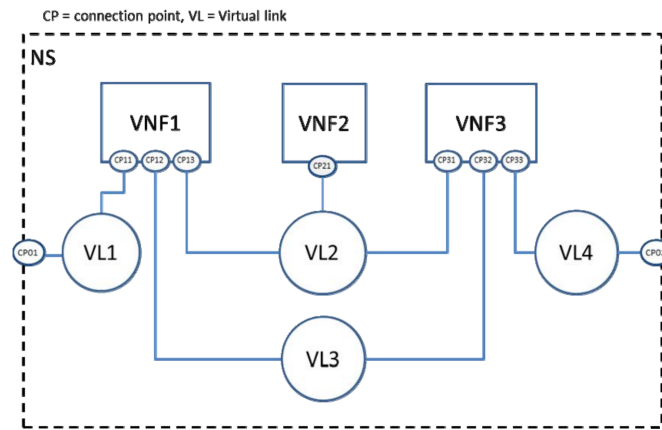 CP = connection point, VL = Virtual link
NS
VNF1
VNF2
VNF3
CP11
CP12
CP13
CP21
CP31
CP32
CP33
CP01
VL1
VL2
VL4
VL3